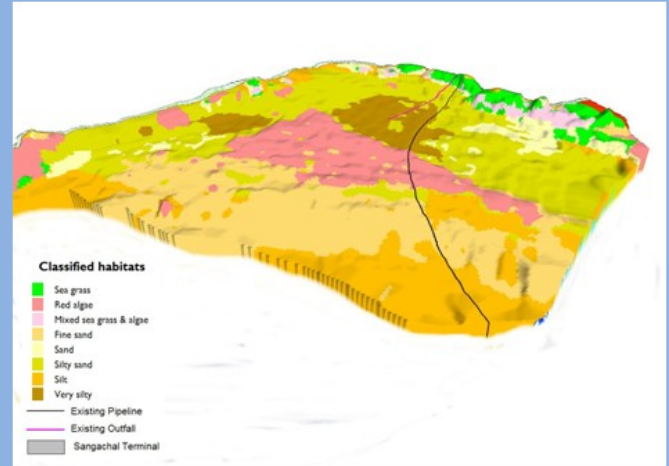 Classified habitats
Sea grass
Red algae
Mixed sea grass & algae
Fine sand
Sand
Silty sand
Silt
Very silty
Existing Pipeline
Existing Outfall
Sangachal Terminal